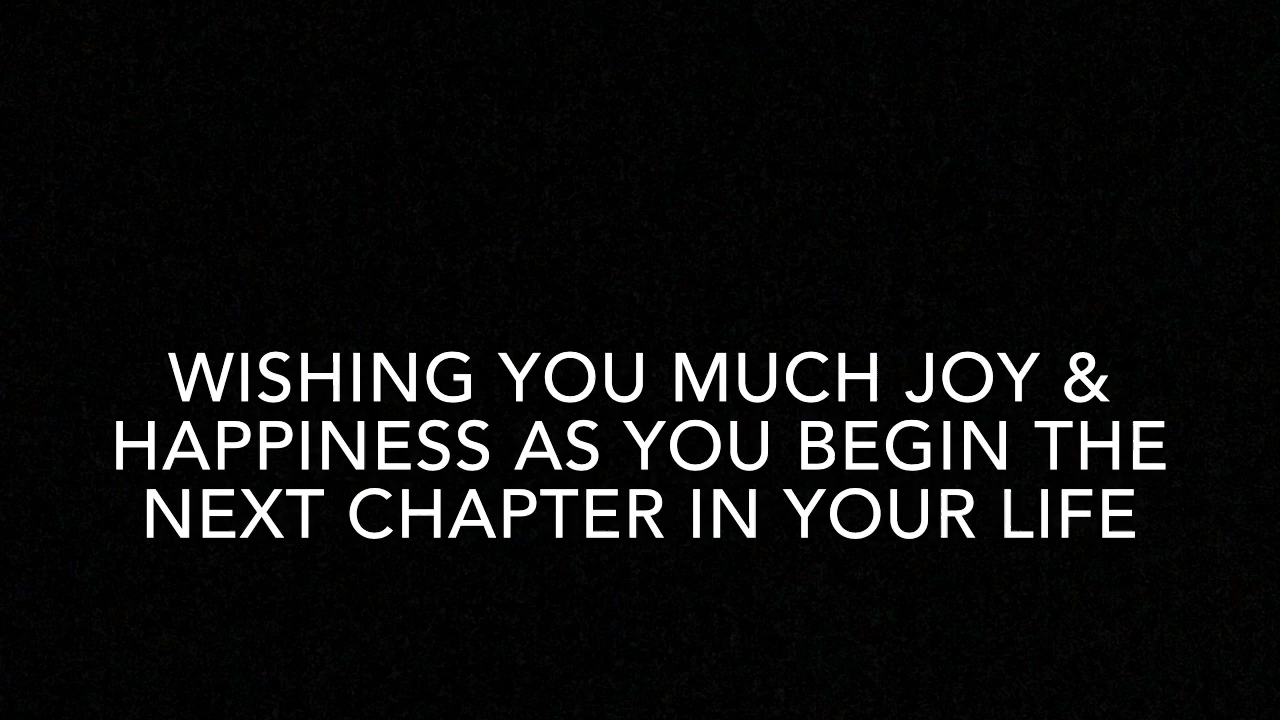 WISHING YOU MUCH JOY &
HAPPINESS AS YOU BEGIN THE
NEXT CHAPTER IN YOUR LIFE